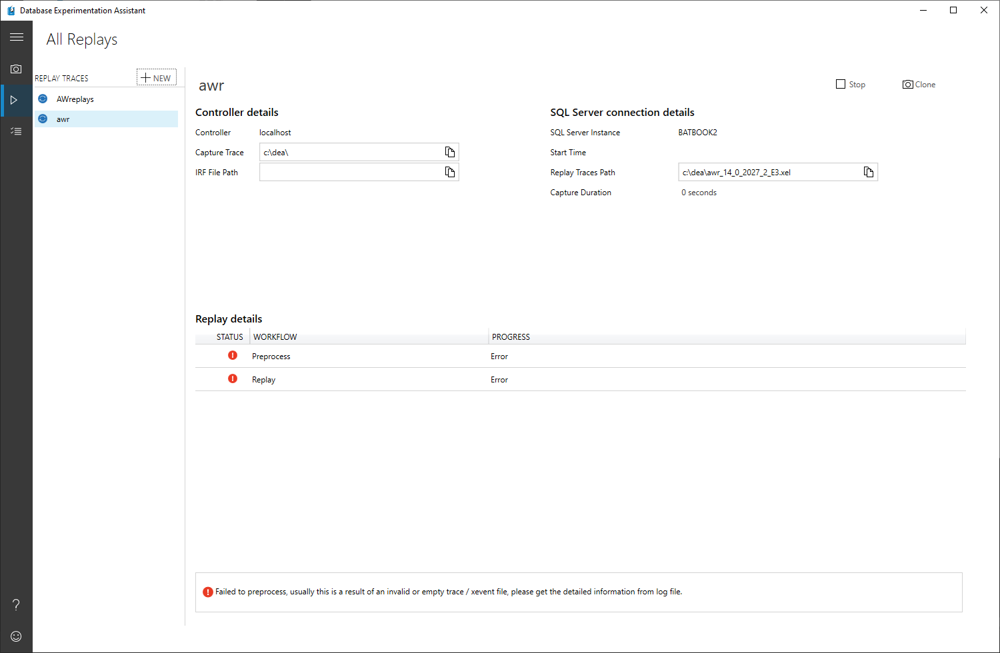 Database Experimentation Assistant
All Replays
REPLAY TRACES
NEW
AWreplays
awr
awr
Stop
Clone
Controller details
Controller localhost
Capture Trace c:\dea\
IRF File Path
SQL Server connection details
SQL Server Instance BATBOOK2
Start Time
Replay Traces Path c:\dea\awr_14_0_2027_2_E3.xel
Capture Duration 0 seconds
Replay details
STATUS WORKFLOW PROGRESS
Preprocess Error
Replay Error
Failed to preprocess, usually this is a result of an invalid or empty trace / xevent file, please get the detailed information from log file.